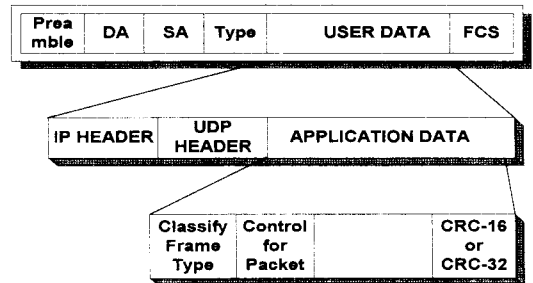 Prea
mble
DA
SA
Type
USER DATA
FCS
IP HEADER
UDP
HEADER
APPLICATION DATA
Classify
Frame
Type
Control
for
Packet
CRC-16
or
CRC-32